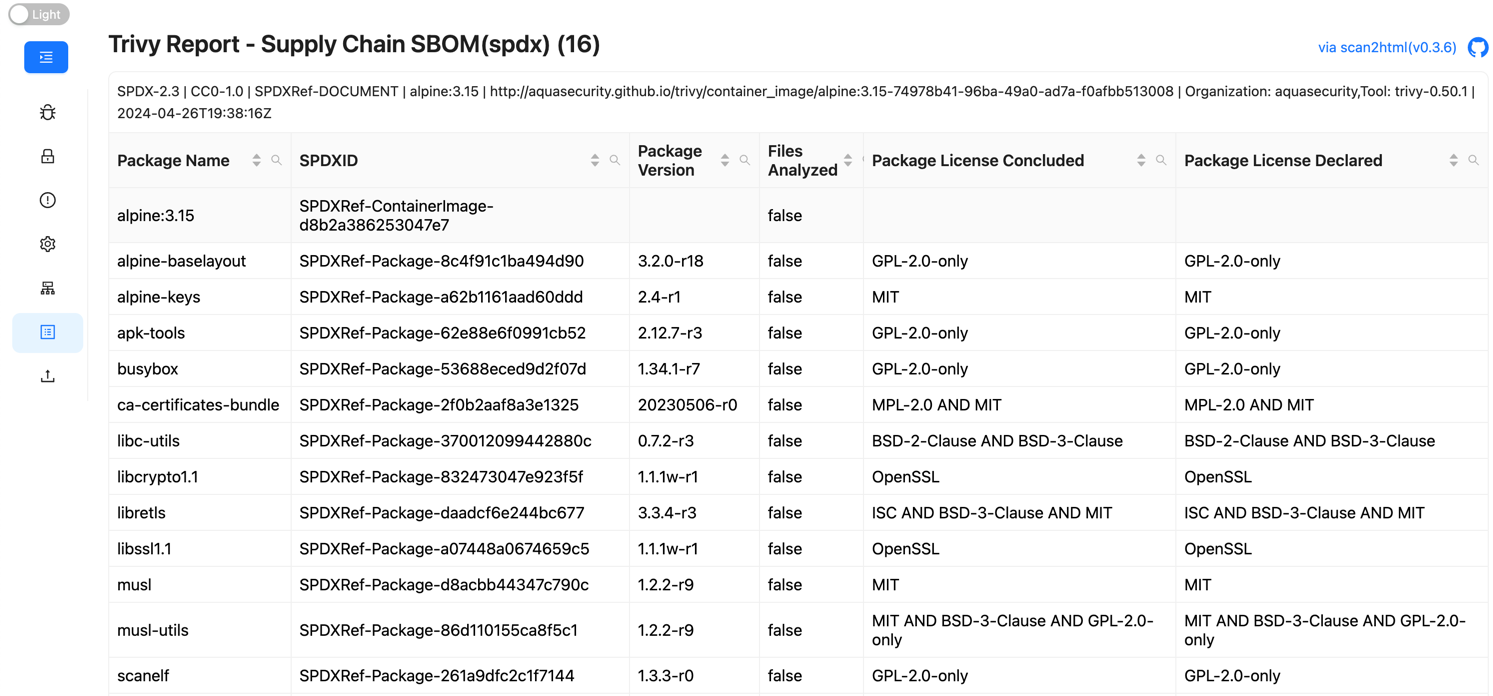 Light
Trivy Report - Supply Chain SBOM(spdx) (16)
via scan2html(v0.3.6)
SPDX-2.3 | CC0-1.0 | SPDXRef-DOCUMENT | alpine:3.15 | http://aquasecurity.github.io/trivy/container_image/alpine:3.15-74978b41-96ba-49a0-ad7a-f0afbb513008 | Organization: aquasecurity,Tool: trivy-0.50.1 |
2024-04-26T19:38:16Z
Package Name SPDXID Package Version Files Analyzed Package License Concluded Package License Declared
alpine:3.15 SPDXRef-ContainerImage-d8b2a386253047e7 false
alpine-baselayout SPDXRef-Package-8c4f91c1ba494d90 3.2.0-r18 false GPL-2.0-only GPL-2.0-only
alpine-keys SPDXRef-Package-a62b1161aad60ddd 2.4-r1 false MIT MIT
apk-tools SPDXRef-Package-62e88e6f0991cb52 2.12.7-r3 false GPL-2.0-only GPL-2.0-only
busybox SPDXRef-Package-53688eced9d2f07d 1.34.1-r7 false GPL-2.0-only GPL-2.0-only
ca-certificates-bundle SPDXRef-Package-2f0b2aaf8a3e1325 20230506-r0 false MPL-2.0 AND MIT MPL-2.0 AND MIT
libc-utils SPDXRef-Package-370012099442880c 0.7.2-r3 false BSD-2-Clause AND BSD-3-Clause BSD-2-Clause AND BSD-3-Clause
libcrypto1.1 SPDXRef-Package-832473047e923f5f 1.1.1w-r1 false OpenSSL OpenSSL
libretls SPDXRef-Package-daadcf6e244bc677 3.3.4-r3 false ISC AND BSD-3-Clause AND MIT ISC AND BSD-3-Clause AND MIT
libssl1.1 SPDXRef-Package-a07448a0674659c5 1.1.1w-r1 false OpenSSL OpenSSL
musl SPDXRef-Package-d8acbb44347c790c 1.2.2-r9 false MIT MIT
musl-utils SPDXRef-Package-86d110155ca8f5c1 1.2.2-r9 false MIT AND BSD-3-Clause AND GPL-2.0-only MIT AND BSD-3-Clause AND GPL-2.0-only
scanelf SPDXRef-Package-261a9dfc2c1f7144 1.3.3-r0 false GPL-2.0-only GPL-2.0-only